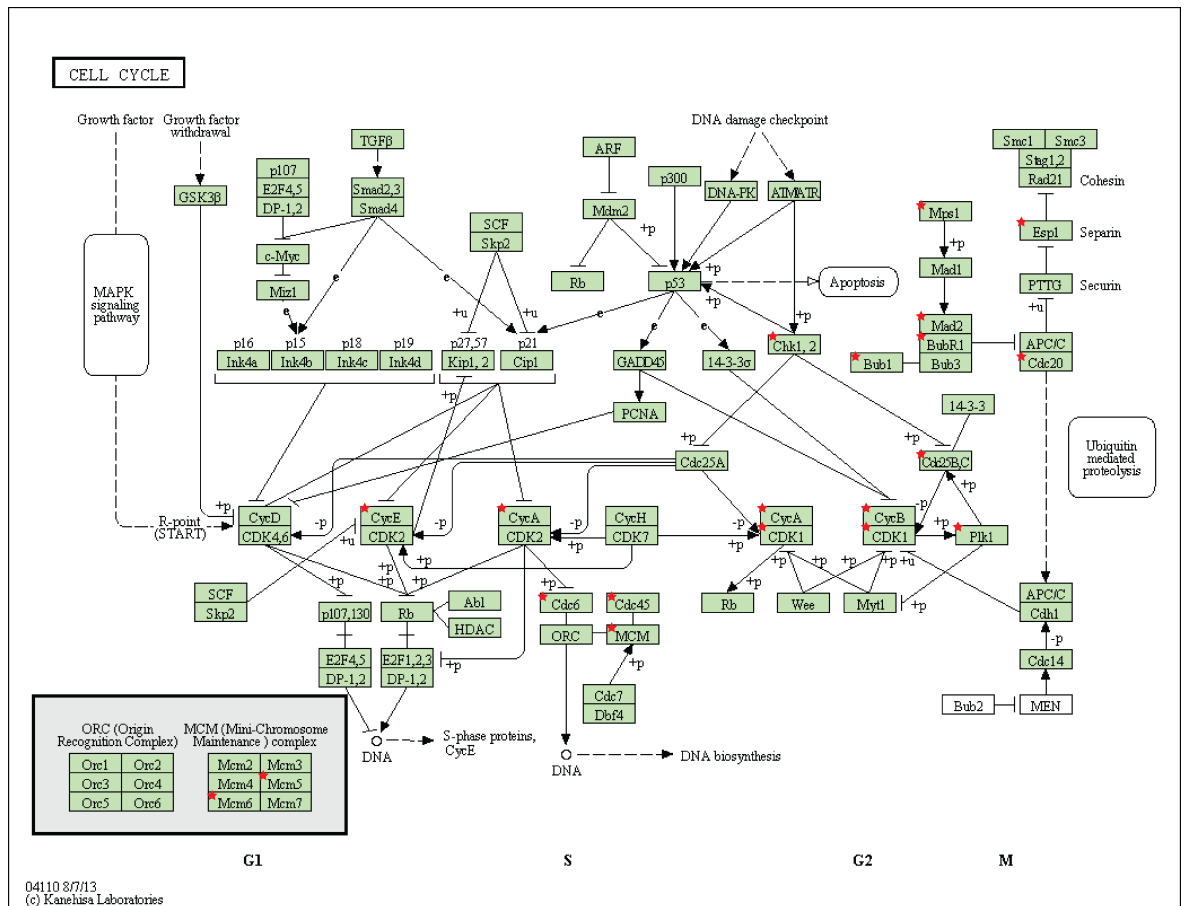 CELL CYCLE
Growth factor
Growth factor
withdrawal
TGFβ
DNA damage checkpoint
ARF
p300
Smc1
Smc3
Stag1,2
Rad21
Cohesin
p107
E2F4,5
DP-1,2
GSK3β
Smad2,3
Smad4
DNA-PK
ATM/ATR
SCF
Skp2
Mdm2
Mps1
Esp1
Separin
c-Myc
+p
+p
Miz1
e
e
e
Rb
p53
+p
+p
Apoptosis
Mad1
PTTG
Securin
MAPK
signaling
pathway
e
+u
+u
e
e
+p
+u
p16
p15
p18
p19
p27,57
p21
Ink4a
Ink4b
Ink4c
Ink4d
Kip1, 2
Cip1
GADD45
14-3-3σ
Chk1, 2
Mad2
BubR1
Bub3
Bub1
APC/C
Cdc20
+p
PCNA
14-3-3
+p
+p
Cdc25A
Cdc25B,C
Ubiquitin
mediated
proteolysis
R-point
(START)
+p
CycD
CDK4,6
-p
CycE
CDK2
-p
+u
CycA
CDK2
-p
+p
CycH
CDK7
-p
+p
CycA
CDK1
CycB
CDK1
-p
+p
+u
Plk1
+p
+p
+p
+p
+p
+p
+p
+p
+p
SCF
Skp2
p107,130
Rb
Abl
HDAC
Cdc6
Cdc45
Rb
Wee
Myt1
+p
APC/C
Cdh1
ORC
MCM
-p
E2F4,5
DP-1,2
E2F1,2,3
DP-1,2
+p
+p
Cdc7
Dbf4
Cdc14
Bub2
MEN
DNA
S-phase proteins,
CycE
DNA
DNA biosynthesis
ORC (Origin
Recognition Complex)
MCM (Mini-Chromosome
Maintenance ) complex
Orc1
Orc2
Mcm2
Mcm3
Orc3
Orc4
Mcm4
Mcm5
Orc5
Orc6
Mcm6
Mcm7
G1
S
G2
M
04110 8/7/13
(c) Kanehisa Laboratories